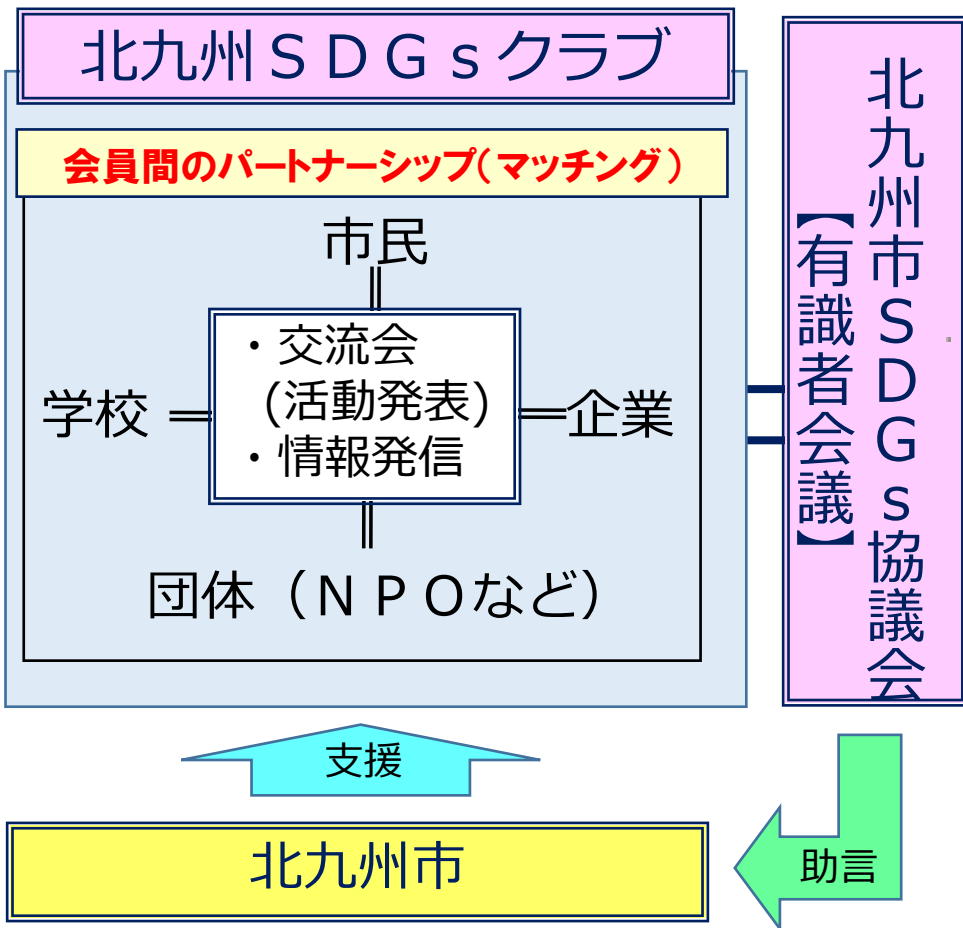 北九州ＳＤＧｓクラブ
会員間のパートナーシップ（マッチング）
市民
・交流会
(活動発表)
・情報発信
学校
企業
団体（ＮＰＯなど）
北九州市ＳＤＧｓ協議会
【有識者会議】
支援
北九州市
助言